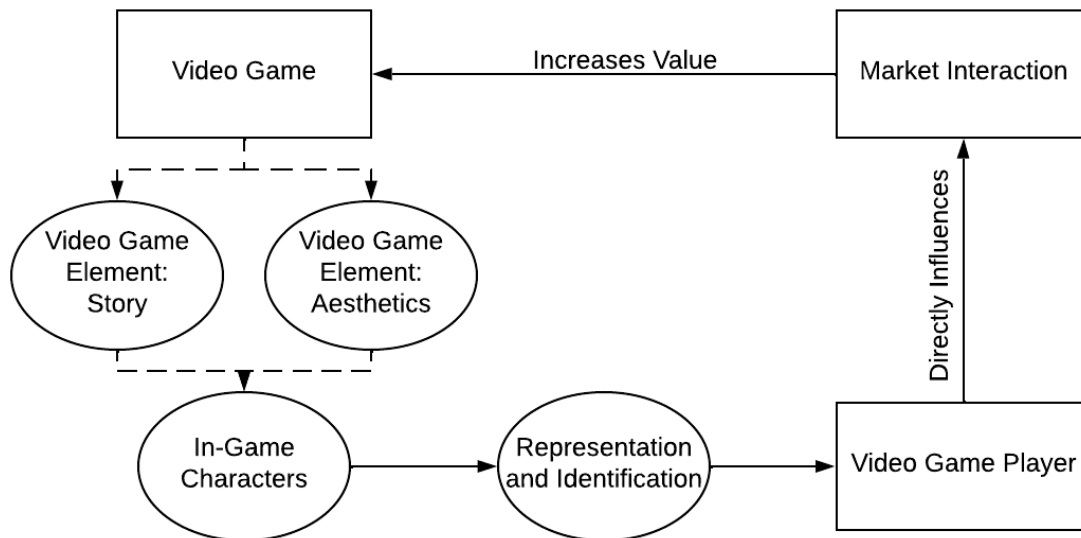 Video Game
Increases Value
Market Interaction
Video Game
Element:
Story
Video Game
Element:
Aesthetics
Directly Influences
In-Game
Characters
Representation
and Identification
Video Game Player